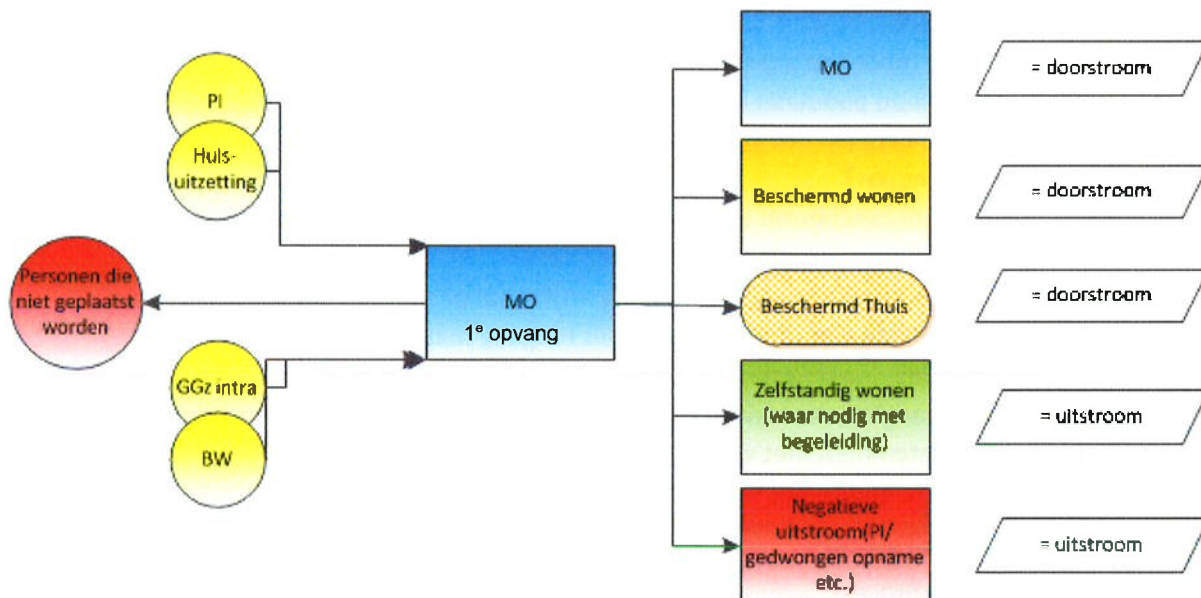 PI
Huis-
uitzetting
Personen die
niet geplaatst
worden
GGz intra
BW
MO
1e opvang
MO
= doorstroom
Beschermd wonen
= doorstroom
Beschermd Thuis
= doorstroom
Zelfstandig wonen
(waar nodig met
begeleiding)
= uitstroom
Negatieve
uitstroom(PI/
gedwongen opname
etc.)
= uitstroom